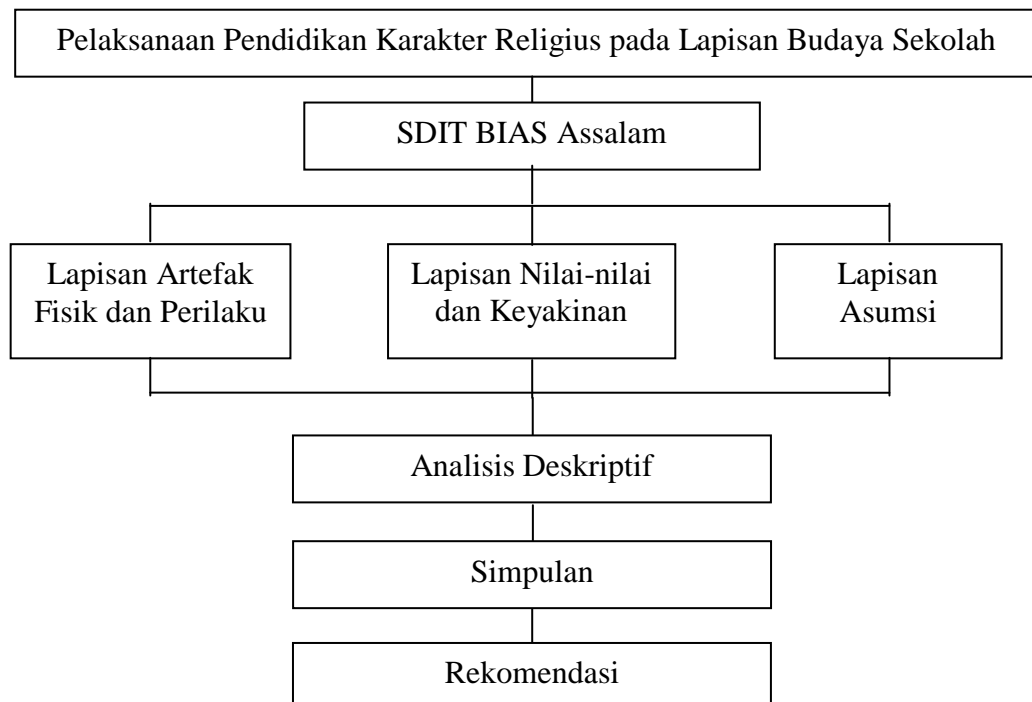 Pelaksanaan Pendidikan Karakter Religius pada Lapisan Budaya Sekolah
SDIT BIAS Assalam
Lapisan Artefak
Fisik dan Perilaku
Lapisan Nilai-nilai
dan Keyakinan
Lapisan
Asumsi
Analisis Deskriptif
Simpulan
Rekomendasi